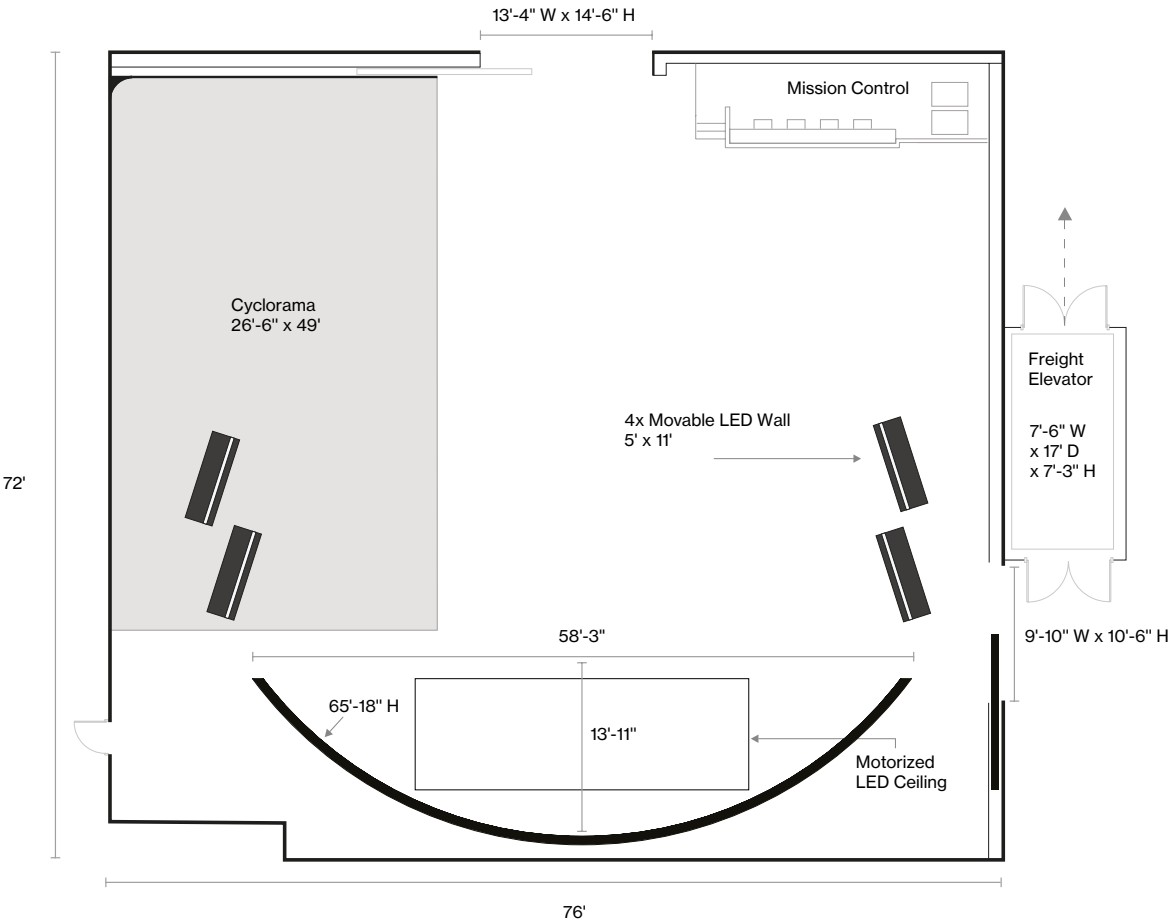 13'-4" W x 14'-6" H
Mission Control
Cyclorama
26'-6" x 49'
Freight
Elevator
7'-6" W
x 17' D
x 7'-3" H
4x Movable LED Wall
5' x 11'
72'
58'-3"
9'-10" W x 10'-6" H
65'-18" H
13'-11"
Motorized
LED Ceiling
76'